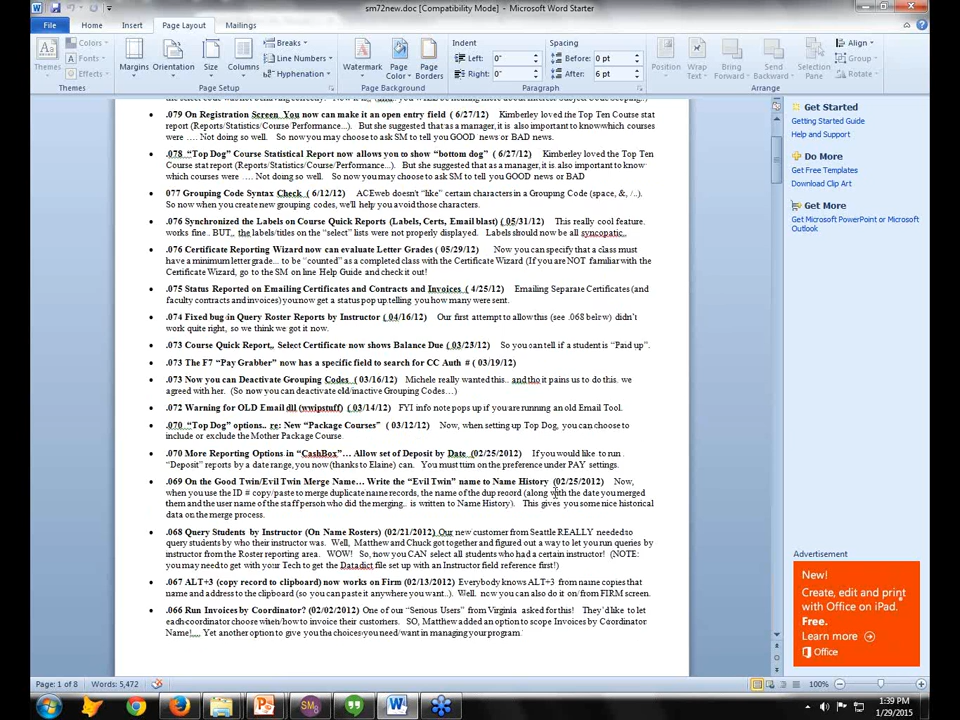 sm72new.doc [Compatibility Mode] - Microsoft Word Starter
File Home Insert Page Layout Mailings
Themes Colors Fonts Effects Margins Orientation Size Columns Breaks Line Numbers Hyphenation Watermark Page Color Page Borders
Indent Left: 0" Right: 0" Spacing Before: 0 pt After: 6 pt
Position Wrap Text Bring Forward Send Backward Selection Pane Align Group Rotate
Themes Page Setup Page Background Paragraph Arrange
.079 On Registration Screen You now can make it an open entry field ( 6/27/12) Kimberley loved the Top Ten Course stat
report (Reports/Statistics/Course Performance...). But she suggested that as a manager, it is also important to know which courses
were .... Not doing so well. So now you may choose to ask SM to tell you GOOD news or BAD news.
.078 "Top Dog" Course Statistical Report now allows you to show "bottom dog" ( 6/27/12) Kimberley loved the Top Ten
Course stat report (Reports/Statistics/Course/Performance...). But she suggested that as a manager, it is also important to know
which courses were .... Not doing so well. So now you may choose to ask SM to tell you GOOD news or BAD
077 Grouping Code Syntax Check ( 6/12/12) ACEweb doesn't "like" certain characters in a Grouping Code (space, &, /..).
So now when you create new grouping codes, we'll help you avoid those characters.
.076 Synchronized the Labels on Course Quick Reports (Labels, Certs, Email blast) ( 05/31/12) This really cool feature.
works fine.. BUT,. the labels/titles on the "select" lists were not properly displayed. Labels should now be all syncopatic..
.076 Certificate Reporting Wizard now can evaluate Letter Grades ( 05/29/12) Now you can specify that a class must
have a minimum letter grade... to be "counted" as a completed class with the Certificate Wizard (If you are NOT familiar with the
Certificate Wizard, go to the SM on line Help Guide and check it out!
.075 Status Reported on Emailing Certificates and Contracts and Invoices ( 4/25/12) Emailing Separate Certificates (and
faculty contracts and invoices) you now get a status pop up telling you how many were sent.
.074 Fixed bug in Query Roster Reports by Instructor ( 04/16/12) Our first attempt to allow this (see .068 below) didn't
work quite right, so we think we got it now.
.073 Course Quick Report,. Select Certificate now shows Balance Due ( 03/23/12) So you can tell if a student is "Paid up".
.073 The F7 "Pay Grabber" now has a specific field to search for CC Auth # ( 03/19/12)
.073 Now you can Deactivate Grouping Codes ( 03/16/12) Michele really wanted this.. and tho it pains us to do this. we
agreed with her. (So now you can deactivate old/inactive Grouping Codes...)
.072 Warning for OLD Email dll (wwipstuff) ( 03/14/12) FYI info note pops up if you are running an old Email Tool.
.070 "Top Dog" options.. re: New "Package Courses" ( 03/12/12) Now, when setting up Top Dog, you can choose to
include or exclude the Mother Package Course
.070 More Reporting Options in "CashBox"... Allow set of Deposit by Date (02/25/2012) If you would like to run
"Deposit" reports by a date range, you now (thanks to Elaine) can. You must turn on the preference under PAY settings.
.069 On the Good Twin/Evil Twin Merge Name... Write the "Evil Twin" name to Name History (02/25/2012) Now,
when you use the ID # copy/paste to merge duplicate name records, the name of the dup record (along with the date you merged
them and the user name of the staff person who did the merging.. is written to Name History). This gives you some nice historical
data on the merge process.
.068 Query Students by Instructor (On Name Rosters) (02/21/2012) Our new customer from Seattle REALLY needed to
query students by who their instructor was. Well, Matthew and Chuck got together and figured out a way to let you run queries by
instructor from the Roster reporting area. WOW! So, now you CAN select all students who had a certain instructor! (NOTE:
you may need to get with your Tech to get the Datadict file set up with an Instructor field reference first!)
.067 ALT+3 (copy record to clipboard) now works on Firm (02/13/2012) Everybody knows ALT+3 from name copies that
name and address to the clipboard (so you can paste it anywhere you want..). Well, now you can also do it on/from FIRM screen.
.066 Run Invoices by Coordinator? (02/02/2012) One of our "Serious Users" from Virginia asked for this! They'd like to let
each coordinator choose when/how to invoice their customers. SO, Matthew added an option to scope Invoices by Coordinator
Name!,... Yet another option to give you the choices you need/want in managing your program.
Get Started
Getting Started Guide
Help and Support
Do More
Get Free Templates
Download Clip Art
Get More
Get Microsoft PowerPoint or Microsoft
Outlook
Advertisement
New!
Create, edit and print
with Office on iPad.
Free.
Learn more
Office
Page: 1 of 8 Words: 5,472 100%
1:39 PM
1/29/2015